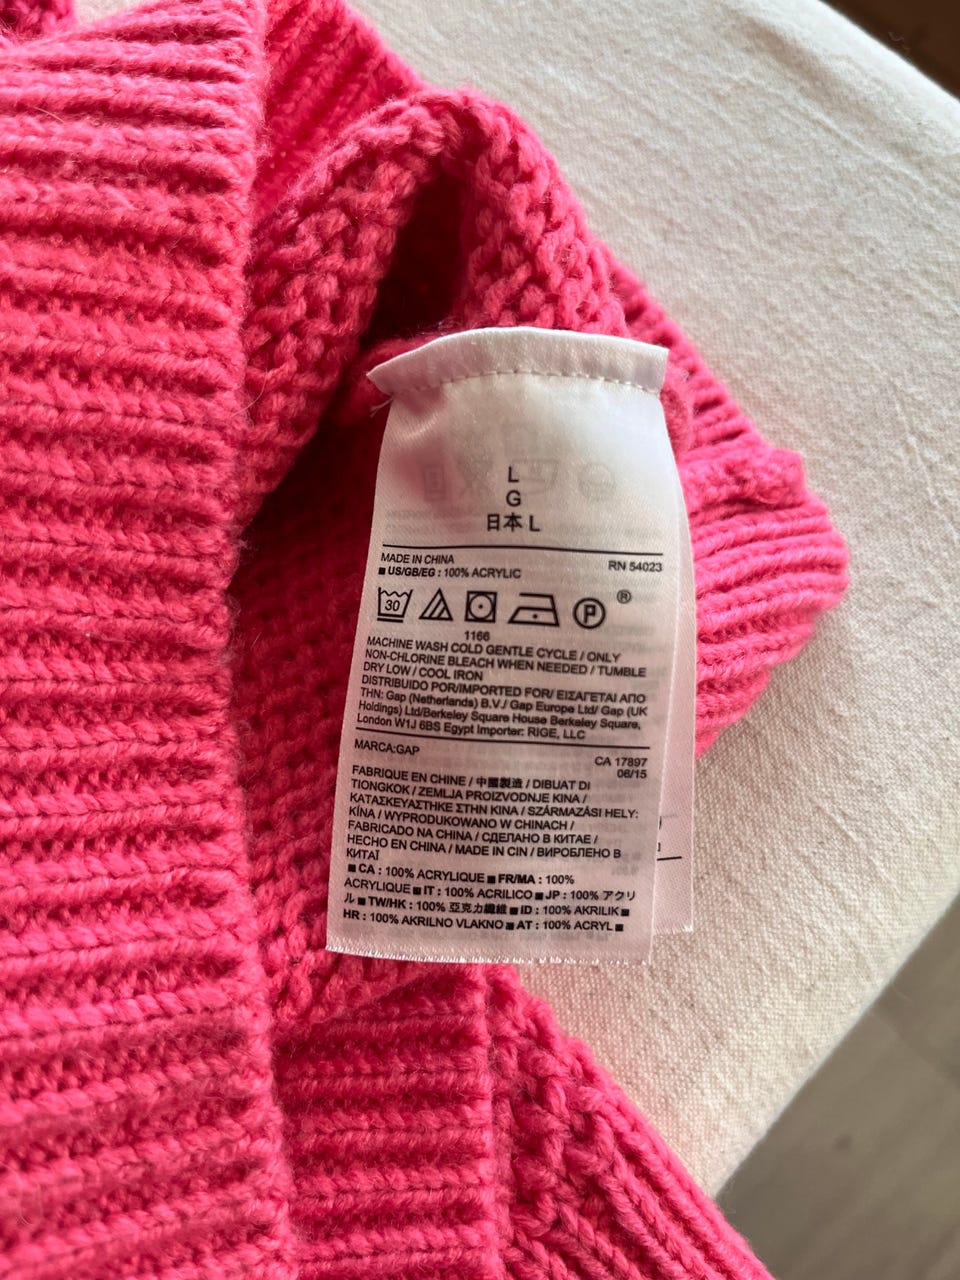 L
G
日本 L
MADE IN CHINA
RN 54023
■ US/GB/EG : 100% ACRYLIC
30 P ®
1166
MACHINE WASH COLD GENTLE CYCLE / ONLY
NON-CHLORINE BLEACH WHEN NEEDED / TUMBLE
DRY LOW / COOL IRON
DISTRIBUIDO POR/IMPORTED FOR/ ΕΙΣΑΓΕΤΑΙ ΑΠΟ
THN: Gap (Netherlands) B.V./ Gap Europe Ltd/ Gap (UK
Holdings) Ltd/Berkeley Square House Berkeley Square,
London W1J 6BS Egypt Importer: RIGE, LLC
MARCA:GAP
CA 17897
06/15
FABRIQUE EN CHINE / 中國製造 / DIBUAT DI
TIONGKOK / ZEMLJA PROIZVODNJE KINA /
ΚΑΤΑΣΚΕΥΑΣΤΗΚΕ ΣΤΗΝ ΚΙΝΑ / SZÁRMAZÁSI HELY:
KÍNA / WYPRODUKOWANO W CHINACH /
FABRICADO NA CHINA / СДЕЛАНО В КИТАЕ /
HECHO EN CHINA / MADE IN CIN / ВИРОБЛЕНО В
КИТАЇ
■ CA : 100% ACRYLIQUE ■ FR/MA : 100%
ACRYLIQUE ■ IT : 100% ACRILICO ■ JP : 100% アクリ
ル ■ TW/HK : 100% 亞克力纖維 ■ ID : 100% AKRILIK ■
HR : 100% AKRILNO VLAKNO ■ AT : 100% ACRYL ■